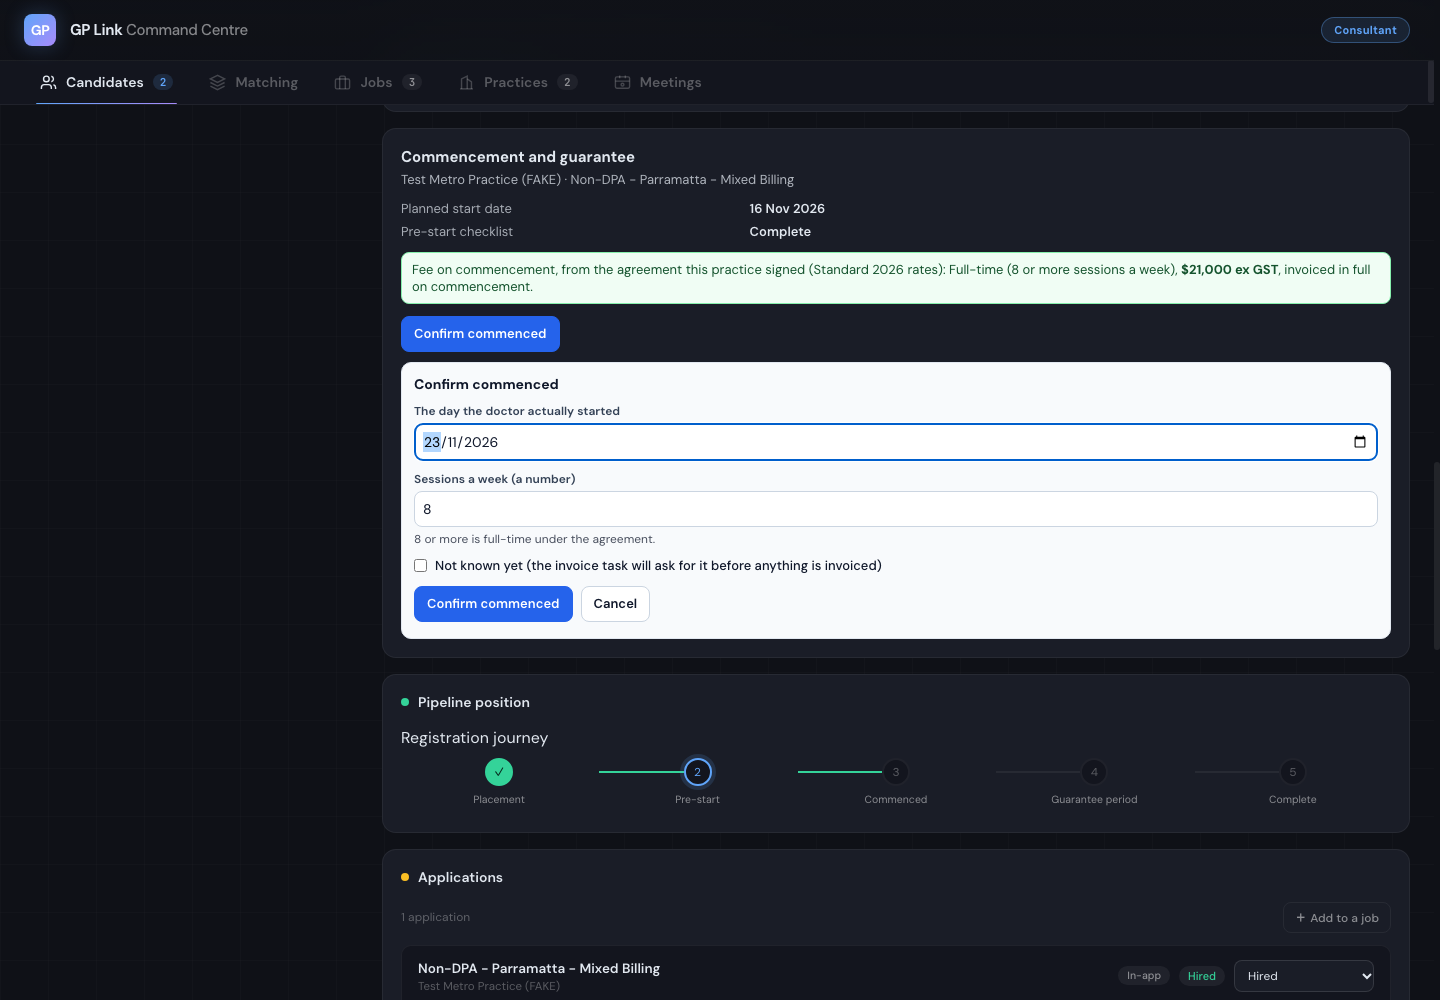 GP GP Link Command Centre
Consultant
Candidates 2 Matching Jobs 3 Practices 2 Meetings
Commencement and guarantee
Test Metro Practice (FAKE) · Non-DPA - Parramatta - Mixed Billing
Planned start date 16 Nov 2026
Pre-start checklist Complete
Fee on commencement, from the agreement this practice signed (Standard 2026 rates): Full-time (8 or more sessions a week), $21,000 ex GST, invoiced in full
on commencement.
Confirm commenced
Confirm commenced
The day the doctor actually started
23/11/2026
Sessions a week (a number)
8
8 or more is full-time under the agreement.
Not known yet (the invoice task will ask for it before anything is invoiced)
Confirm commenced Cancel
Pipeline position
Registration journey
2 3 4 5
Placement Pre-start Commenced Guarantee period Complete
Applications
1 application
+ Add to a job
Non-DPA - Parramatta - Mixed Billing
In-app Hired Hired
Test Metro Practice (FAKE)